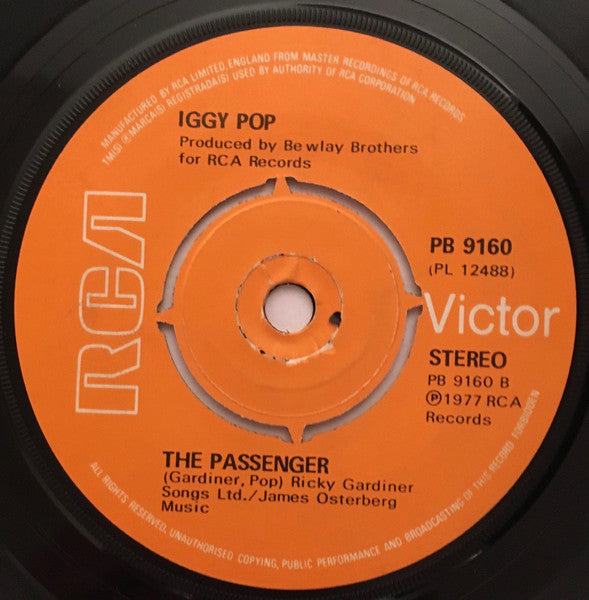 MANUFACTURED BY RCA LIMITED, ENGLAND FROM MASTER RECORDINGS OF RCA RECORDS
TM(S) ® MARCA(S) REGISTRADA(S) USED BY AUTHORITY OF RCA CORPORATION
IGGY POP
Produced by Bewlay Brothers
for RCA Records
RCA
PB 9160
(PL 12488)
Victor
STEREO
PB 9160 B
℗1977 RCA
Records
THE PASSENGER
(Gardiner, Pop) Ricky Gardiner
Songs Ltd./James Osterberg
Music
ALL RIGHTS RESERVED, UNAUTHORISED COPYING, PUBLIC PERFORMANCE AND BROADCASTING OF THIS RECORD FORBIDDEN